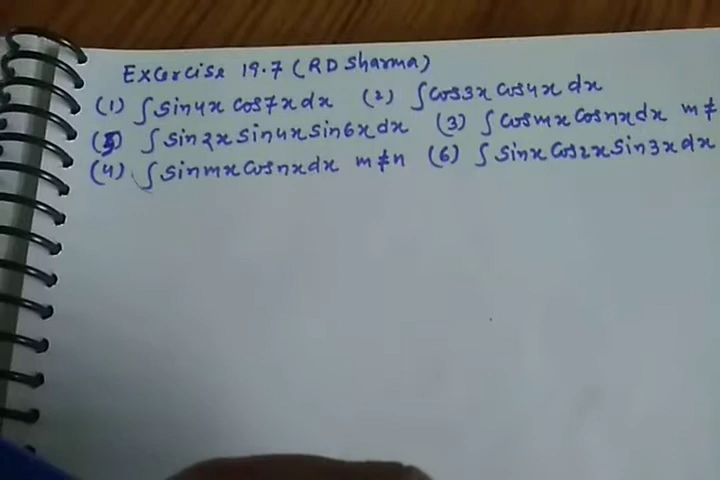 Exercise 19.7 (RD Sharma)
(1) ∫sin4x cos7x dx (2) ∫cos3x cos4x dx
(5) ∫sin2x sin4x sin6x dx (3) ∫cosmx cosnx dx m≠
(4) ∫sinmx cosnx dx m≠n (6) ∫sinx cos2x sin3x dx